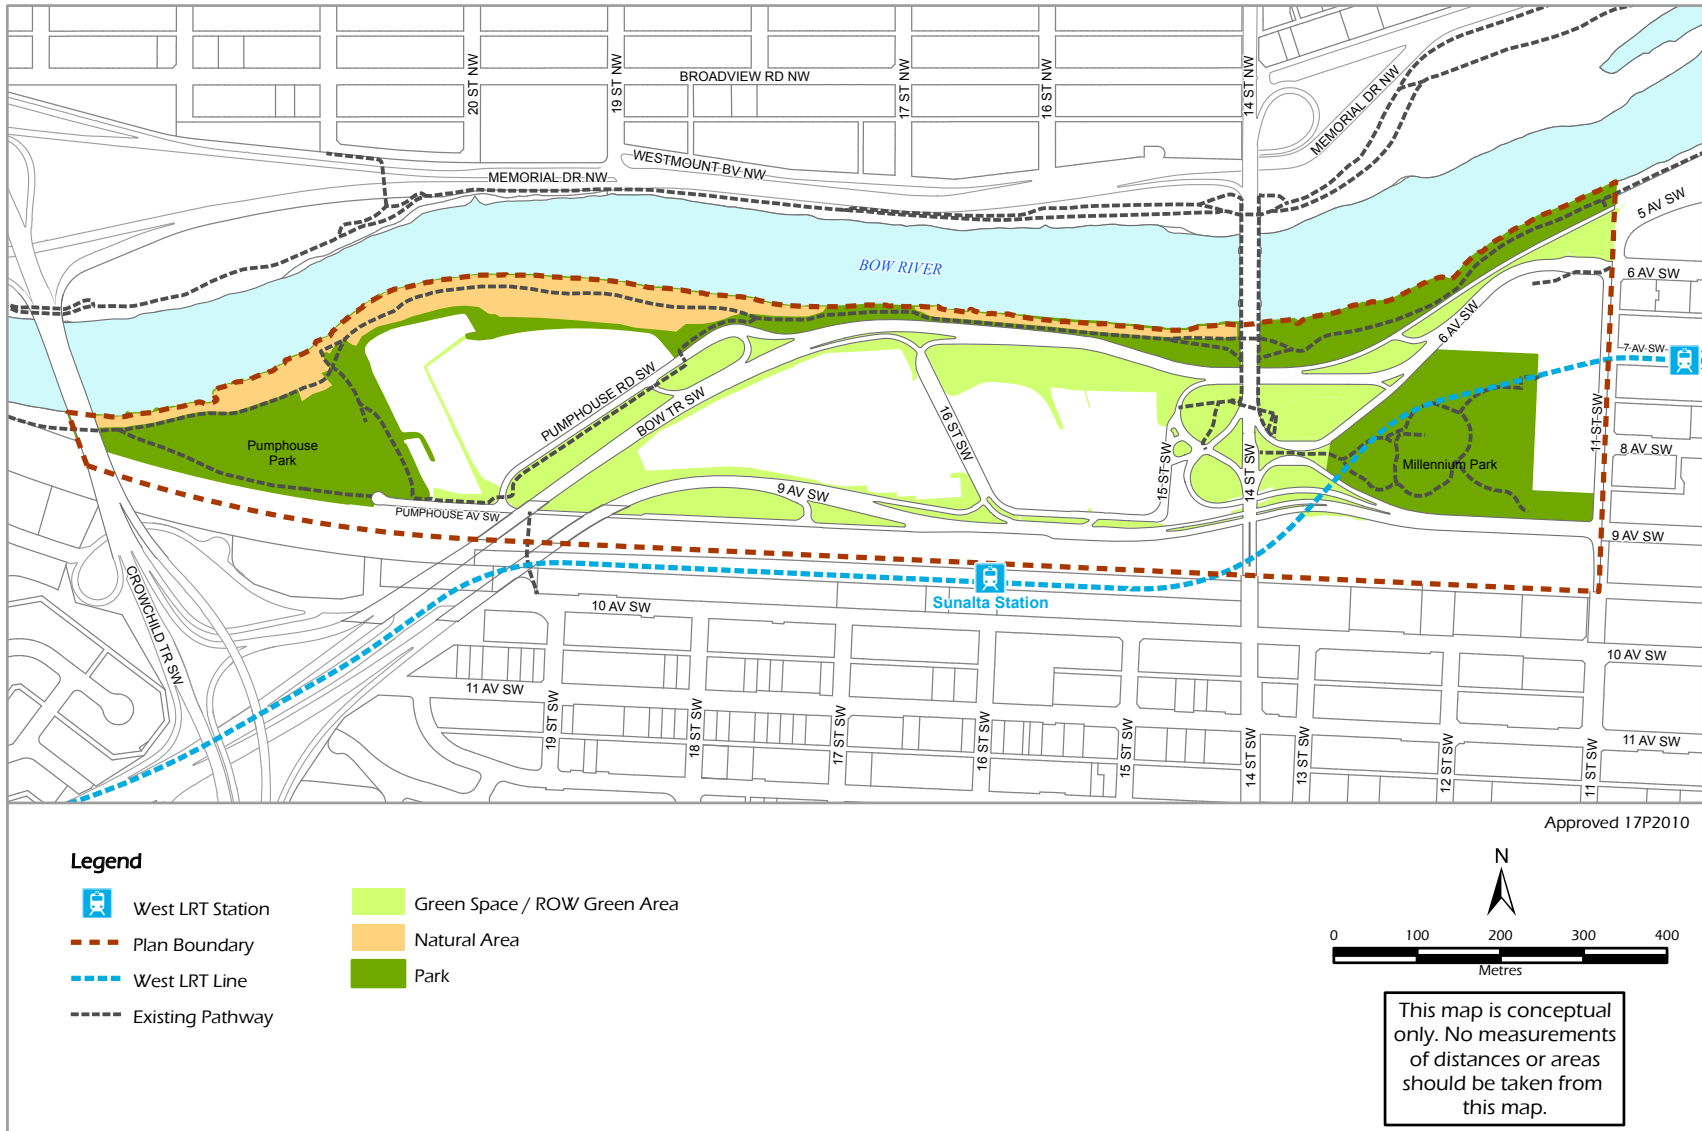 20 ST NW
19 ST NW
BROADVIEW RD NW
17 ST NW
16 ST NW
14 ST NW
MEMORIAL DR NW
WESTMOUNT BV NW
MEMORIAL DR NW
5 AV SW
BOW RIVER
6 AV SW
6 AV SW
7 AV SW
PUMPHOUSE RD SW
BOW TR SW
16 ST SW
15 ST SW
14 ST SW
11 ST SW
Pumphouse
Park
Millennium Park
8 AV SW
9 AV SW
PUMPHOUSE AV SW
9 AV SW
CROWCHILD TR SW
Sunalta Station
10 AV SW
10 AV SW
11 AV SW
11 AV SW
19 ST SW
18 ST SW
17 ST SW
16 ST SW
15 ST SW
14 ST SW
13 ST SW
12 ST SW
11 ST SW
Approved 17P2010
Legend
West LRT Station
Plan Boundary
West LRT Line
Existing Pathway
Green Space / ROW Green Area
Natural Area
Park
N
0 100 200 300 400
Metres
This map is conceptual
only. No measurements
of distances or areas
should be taken from
this map.